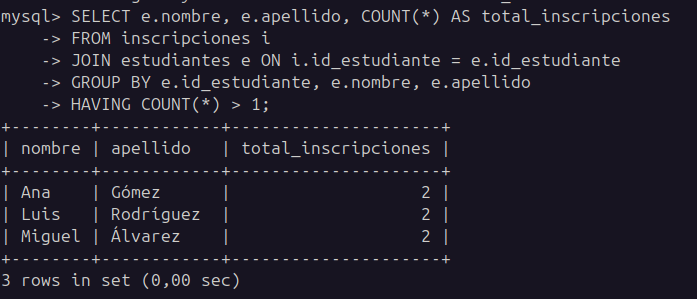 mysql> SELECT e.nombre, e.apellido, COUNT(*) AS total_inscripciones
    -> FROM inscripciones i
    -> JOIN estudiantes e ON i.id_estudiante = e.id_estudiante
    -> GROUP BY e.id_estudiante, e.nombre, e.apellido
    -> HAVING COUNT(*) > 1;
+--------+------------+---------------------+
| nombre | apellido   | total_inscripciones |
+--------+------------+---------------------+
| Ana    | Gómez      |                   2 |
| Luis   | Rodríguez  |                   2 |
| Miguel | Álvarez    |                   2 |
+--------+------------+---------------------+
3 rows in set (0,00 sec)